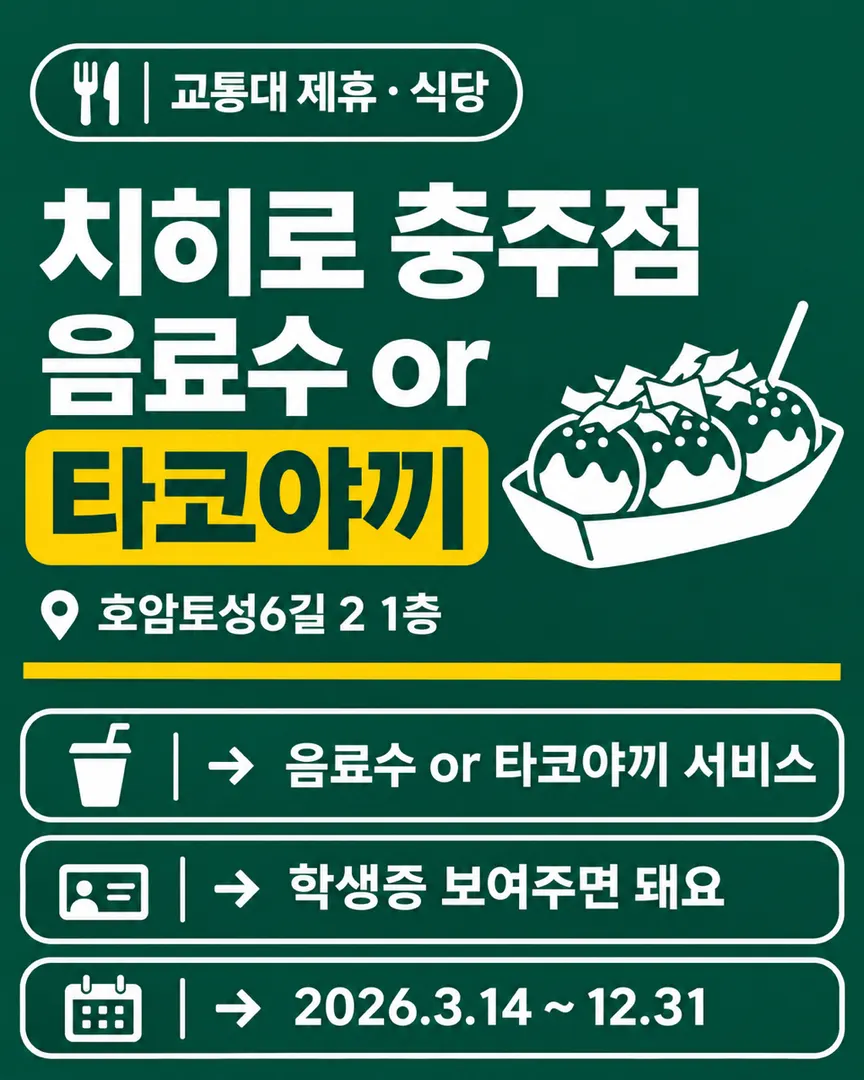 교통대 제휴 · 식당
치히로 충주점
음료수 or
타코야끼
호암토성6길 2 1층
→ 음료수 or 타코야끼 서비스
→ 학생증 보여주면 돼요
→ 2026.3.14 ~ 12.31